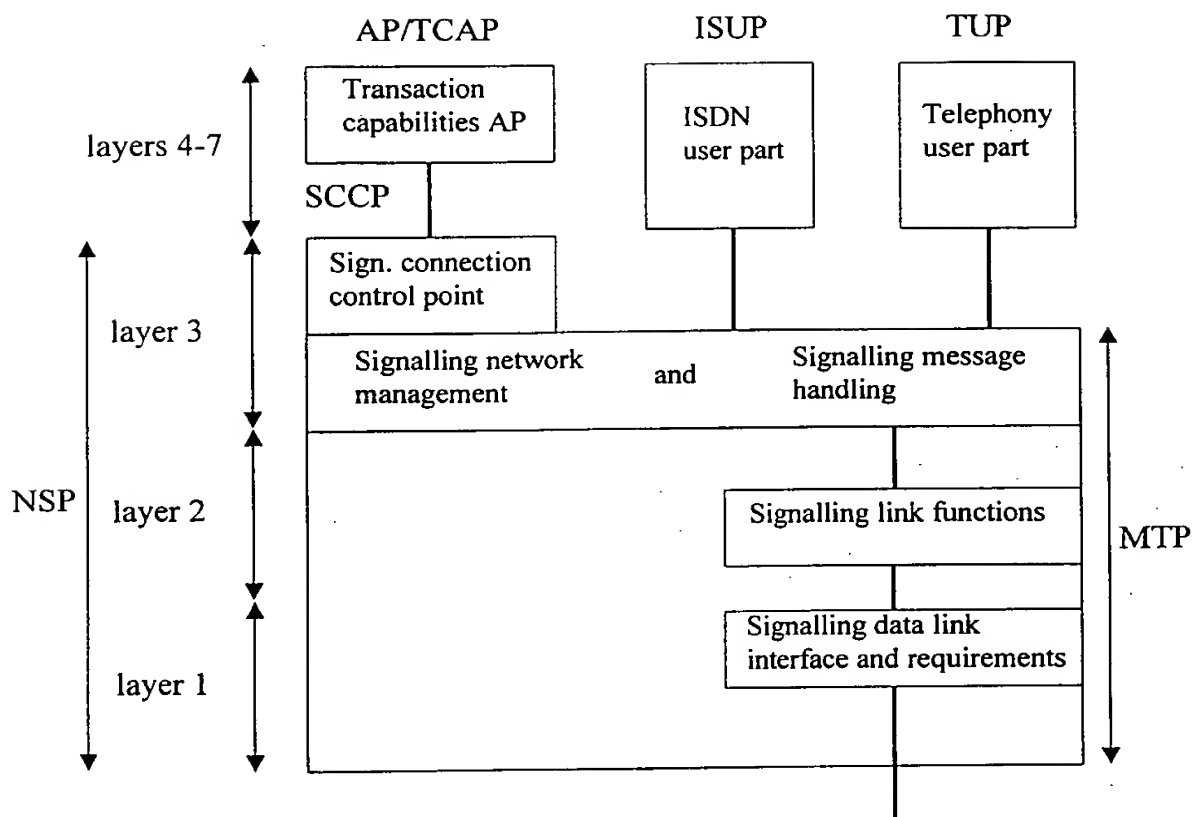 AP/TCAP
ISUP
TUP
Transaction
capabilities AP
ISDN
user part
Telephony
user part
layers 4-7
SCCP
Sign. connection
control point
layer 3
Signalling network
management
and
Signalling message
handling
NSP
layer 2
Signalling link functions
MTP
Signalling data link
interface and requirements
layer 1